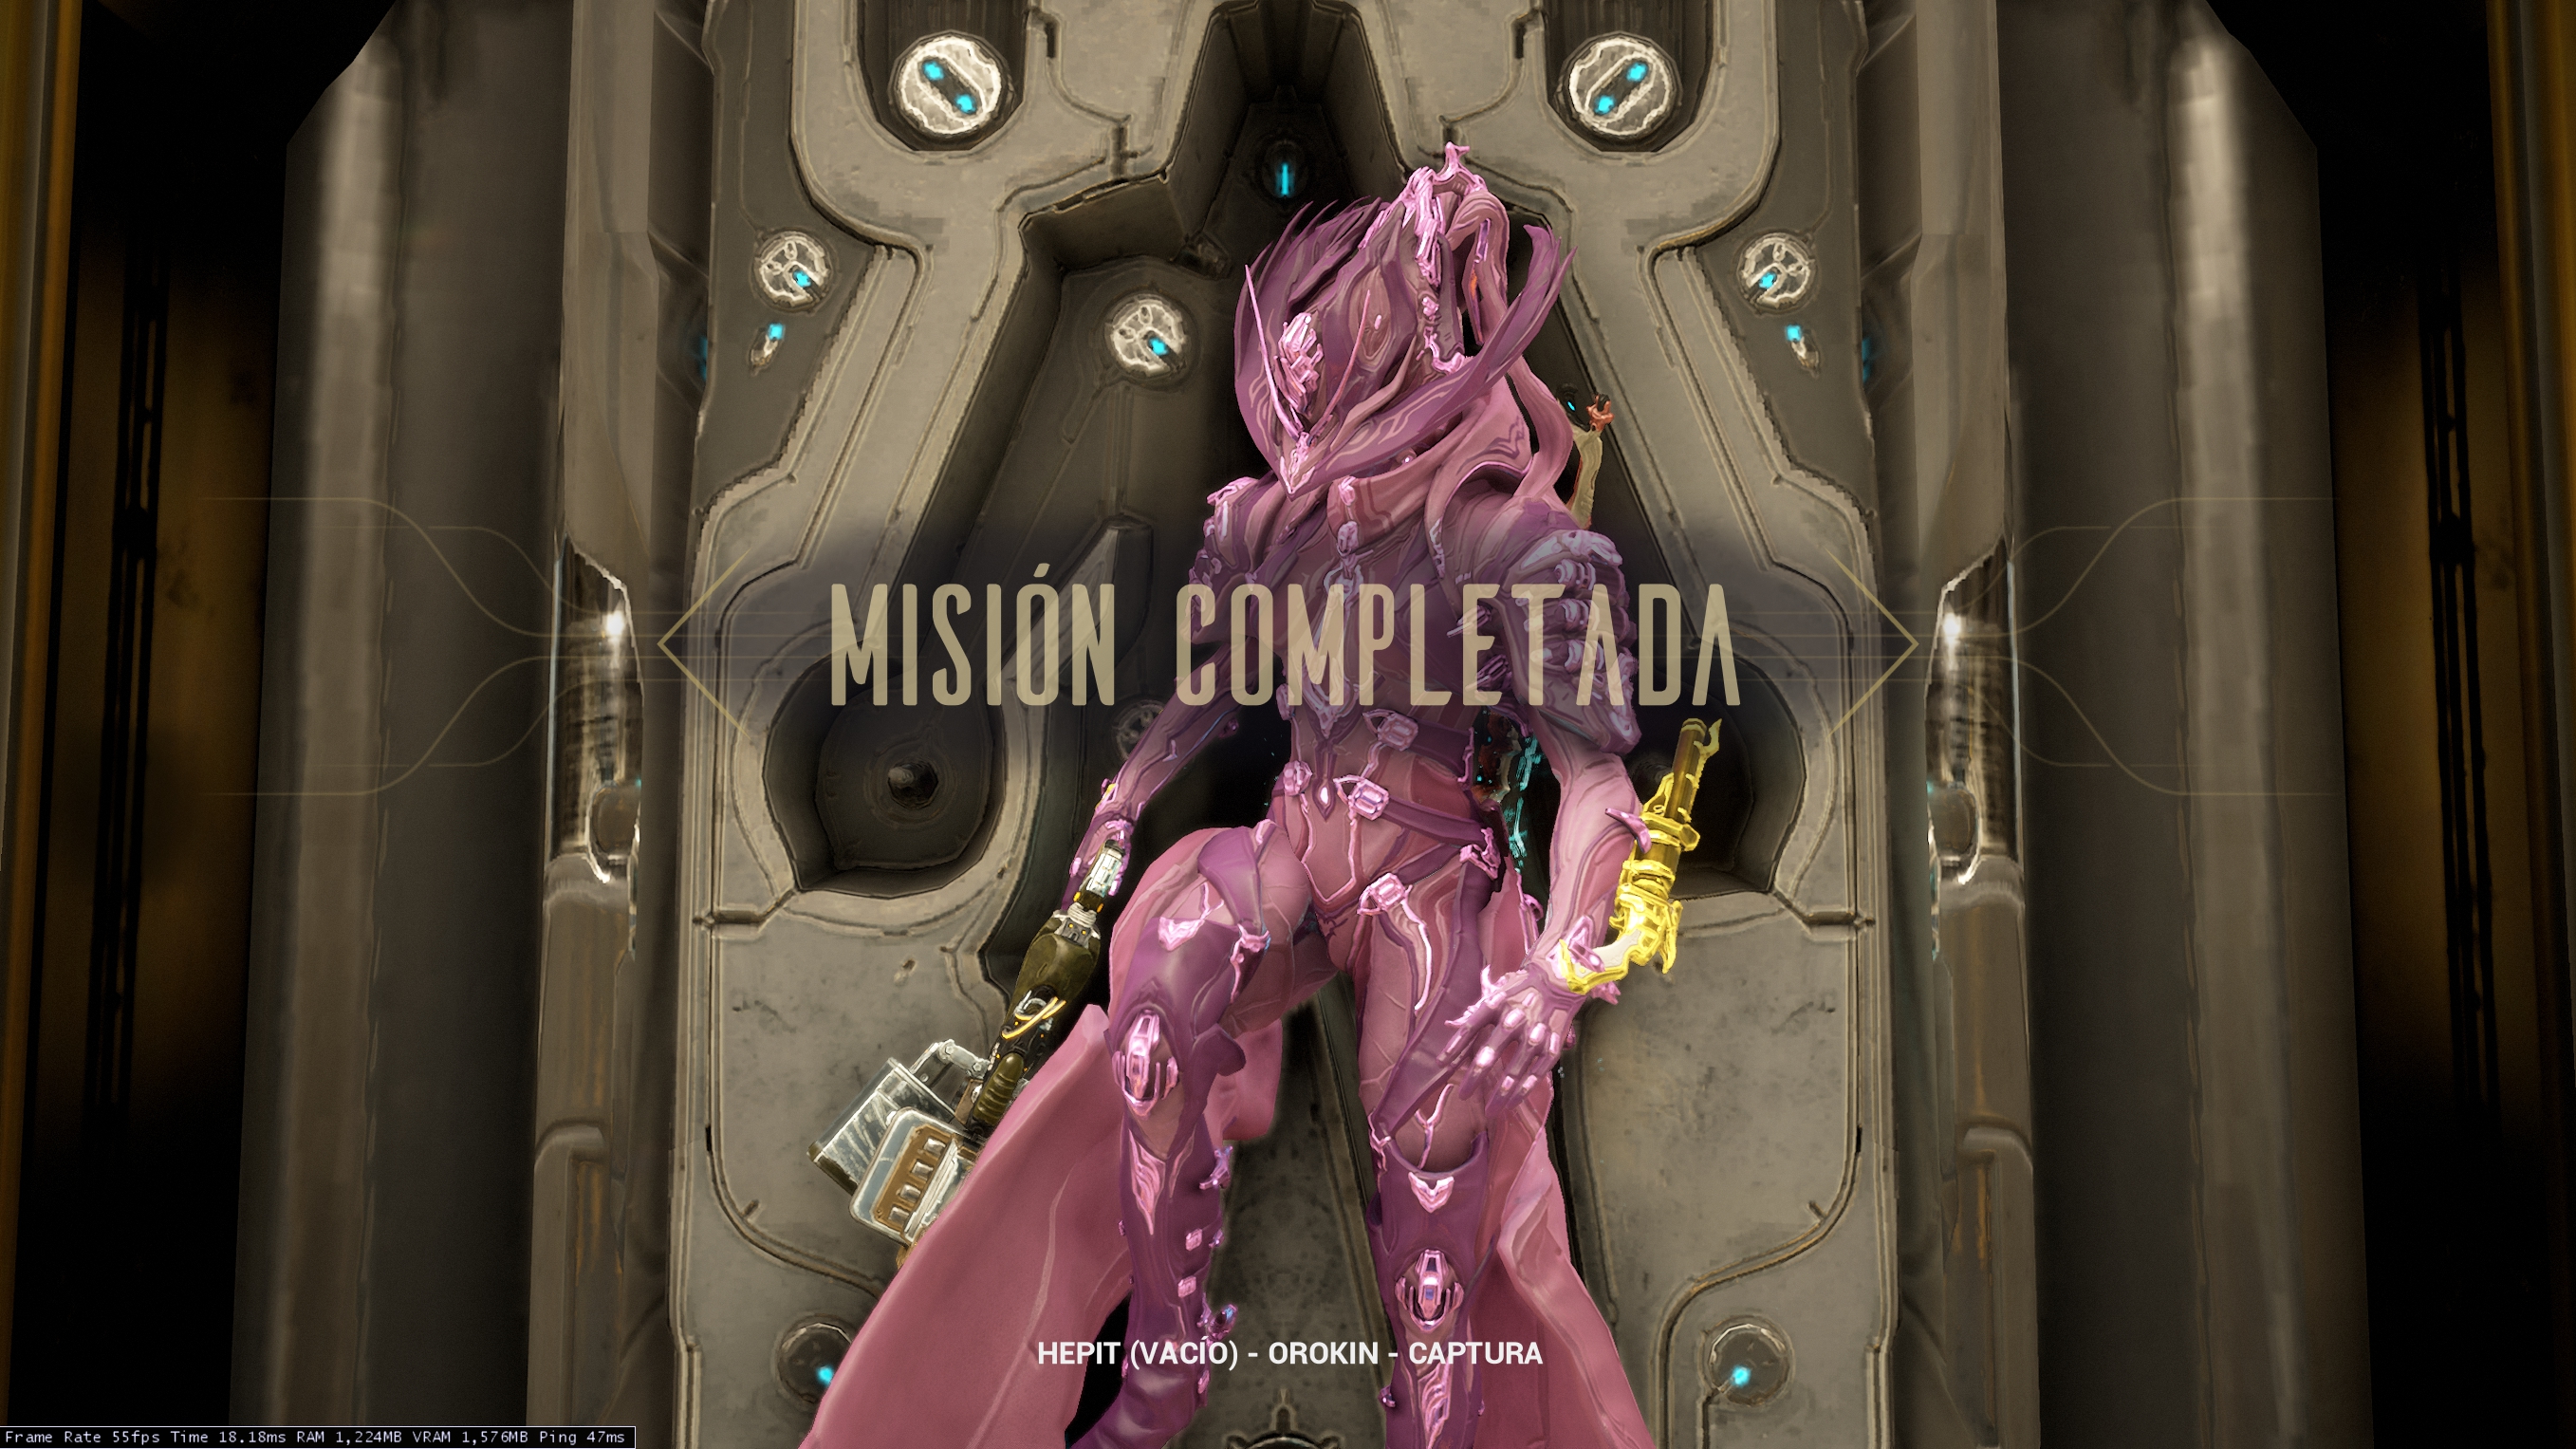 MISIÓN COMPLETADA
HEPIT (VACÍO) - OROKIN - CAPTURA
Frame Rate 55fps Time 18.18ms RAM 1,224MB VRAM 1,576MB Ping 47ms